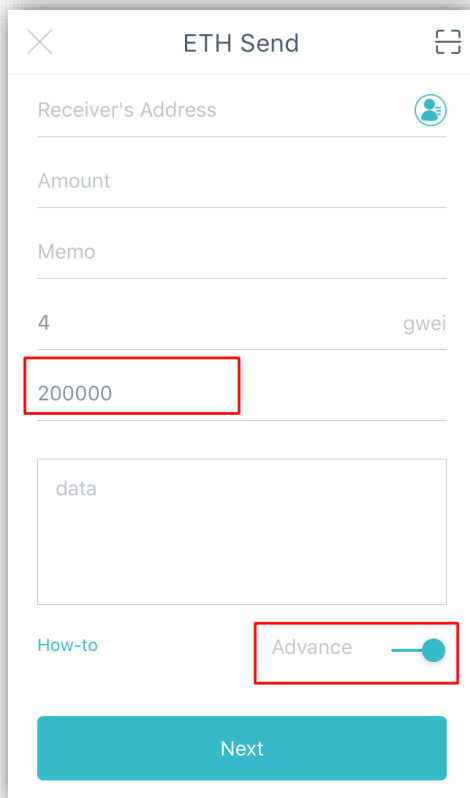 ETH Send
Receiver's Address
Amount
Memo
4 gwei
200000
data
How-to Advance
Next